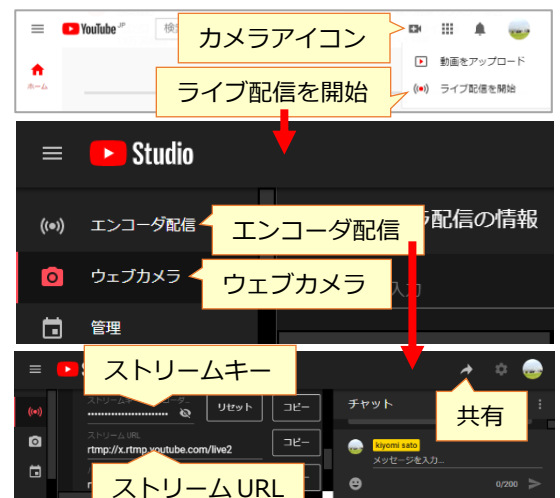 YouTube JP
検
カメラアイコン
動画をアップロード
ホーム
ライブ配信を開始
ライブ配信を開始
Studio
エンコーダ配信
エンコーダ配信
配信の情報
ウェブカメラ
ウェブカメラ
入力
管理
ストリームキー
共有
リセット
コピー
チャット
ストリーム URL
コピー
rtmp://x.rtmp.youtube.com/live2
kiyomi sato
メッセージを入力...
0/200
ストリーム URL